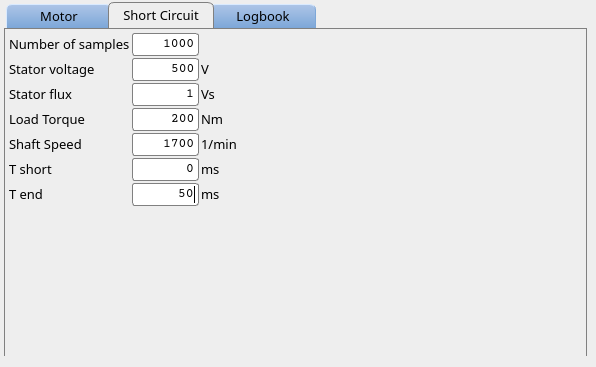 Motor Short Circuit Logbook
Number of samples 1000
Stator voltage 500 V
Stator flux 1 Vs
Load Torque 200 Nm
Shaft Speed 1700 1/min
T short 0 ms
T end 50 ms